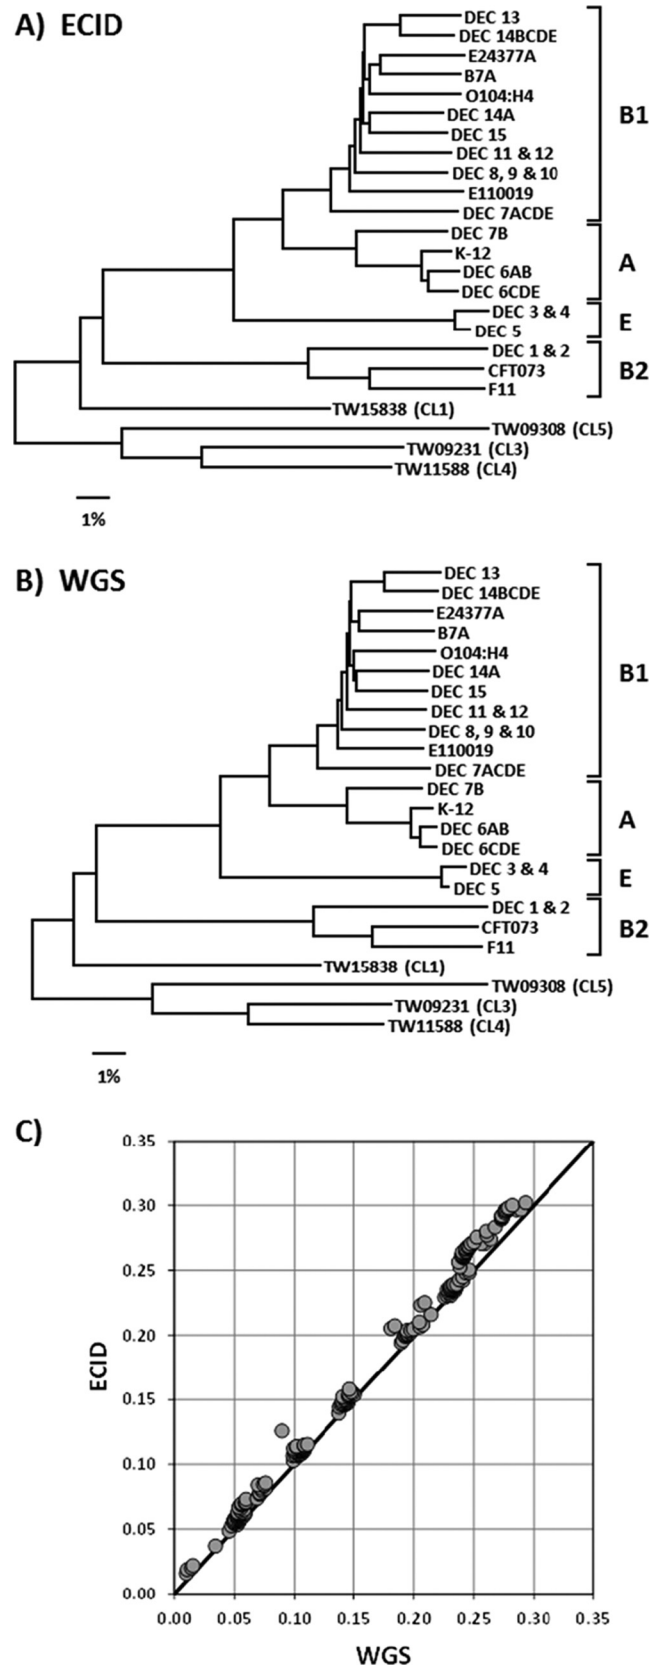 A) ECID
DEC 13
DEC 14BCDE
E24377A
B7A
O104:H4
DEC 14A
DEC 15
DEC 11 & 12
DEC 8, 9 & 10
E110019
DEC 7ACDE
B1
DEC 7B
K-12
DEC 6AB
DEC 6CDE
A
DEC 3 & 4
DEC 5
E
DEC 1 & 2
CFT073
F11
B2
TW15838 (CL1)
TW09308 (CL5)
TW09231 (CL3)
TW11588 (CL4)
1%
B) WGS
DEC 13
DEC 14BCDE
E24377A
B7A
O104:H4
DEC 14A
DEC 15
DEC 11 & 12
DEC 8, 9 & 10
E110019
DEC 7ACDE
B1
DEC 7B
K-12
DEC 6AB
DEC 6CDE
A
DEC 3 & 4
DEC 5
E
DEC 1 & 2
CFT073
F11
B2
TW15838 (CL1)
TW09308 (CL5)
TW09231 (CL3)
TW11588 (CL4)
1%
C)
0.35
0.30
0.25
0.20
0.15
0.10
0.05
0.00
ECID
0.00 0.05 0.10 0.15 0.20 0.25 0.30 0.35
WGS